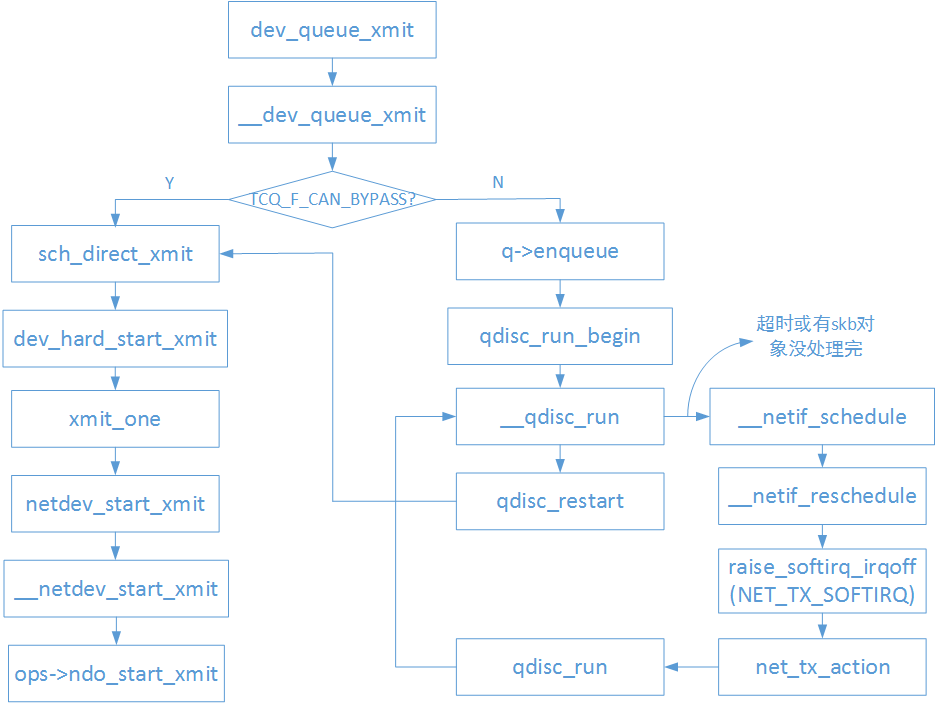 dev_queue_xmit
__dev_queue_xmit
TCQ_F_CAN_BYPASS?
Y
N
sch_direct_xmit
dev_hard_start_xmit
xmit_one
netdev_start_xmit
__netdev_start_xmit
ops->ndo_start_xmit
q->enqueue
qdisc_run_begin
__qdisc_run
qdisc_restart
超时或有skb对
象没处理完
__netif_schedule
__netif_reschedule
raise_softirq_irqoff
(NET_TX_SOFTIRQ)
net_tx_action
qdisc_run